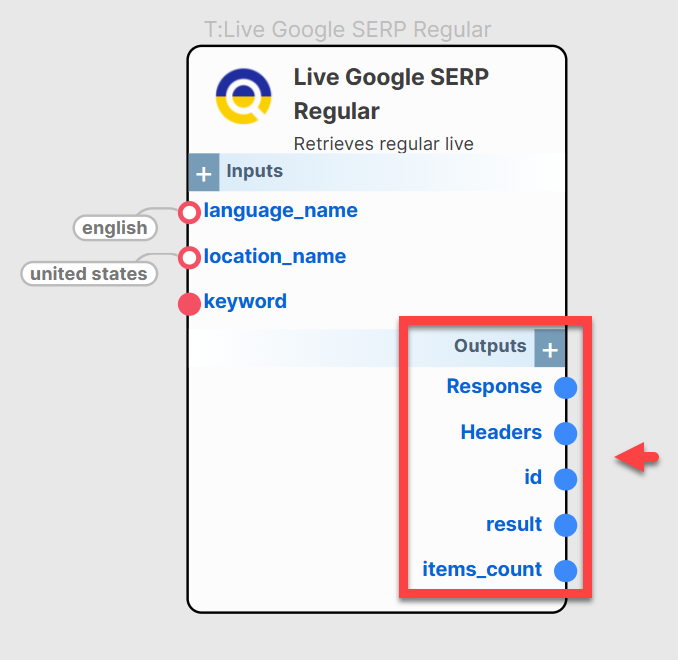 T:Live Google SERP Regular
Live Google SERP
Regular
Retrieves regular live
+ Inputs
language_name
english
location_name
united states
keyword
Outputs +
Response
Headers
id
result
items_count